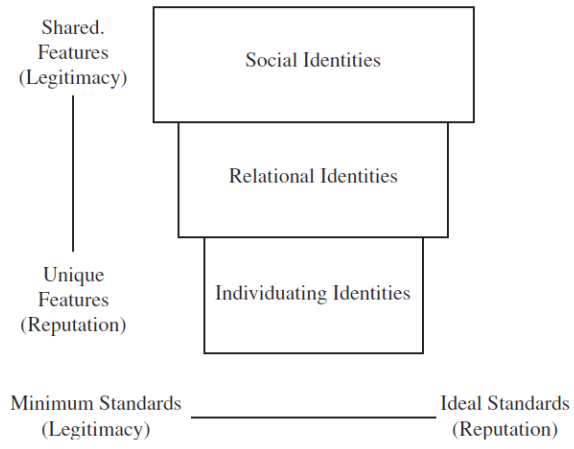 Shared.
Features
(Legitimacy)
Social Identities
Relational Identities
Unique
Features
(Reputation)
Individuating Identities
Minimum Standards
(Legitimacy)
Ideal Standards
(Reputation)